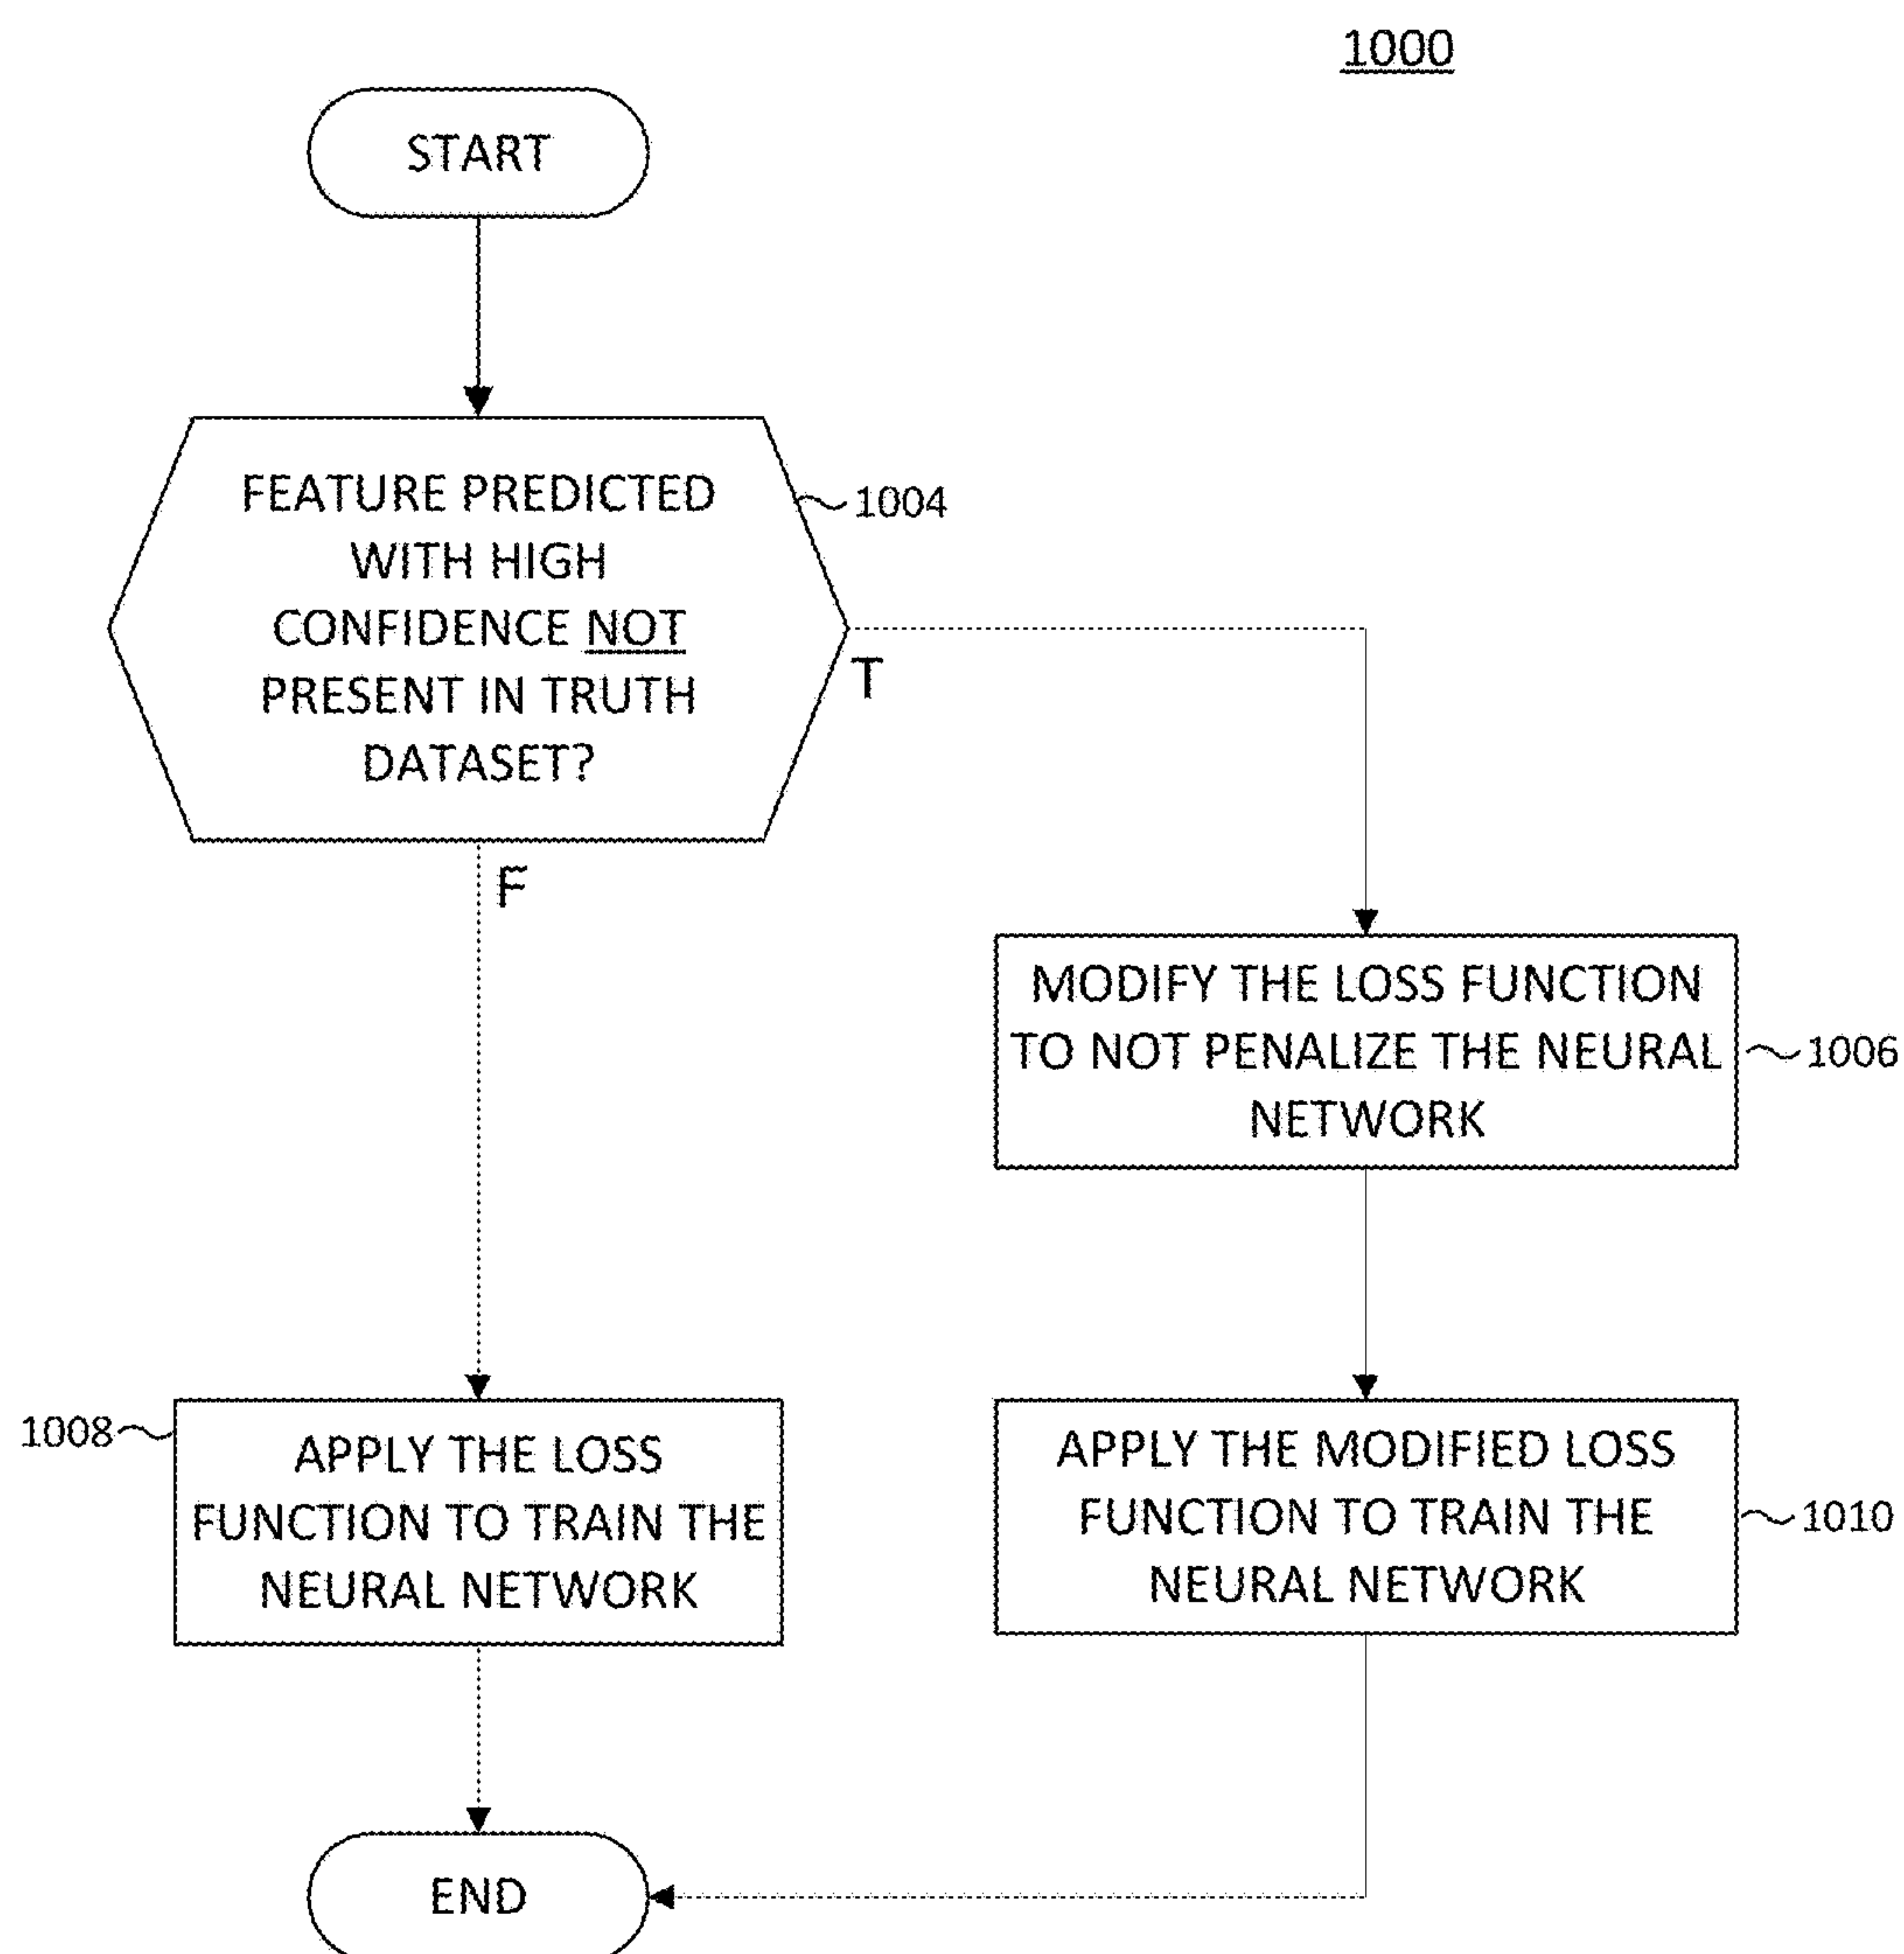 1000
START
FEATURE PREDICTED
WITH HIGH
CONFIDENCE NOT
PRESENT IN TRUTH
DATASET?
1004
T
F
MODIFY THE LOSS FUNCTION
TO NOT PENALIZE THE NEURAL
NETWORK
1006
1008
APPLY THE LOSS
FUNCTION TO TRAIN THE
NEURAL NETWORK
APPLY THE MODIFIED LOSS
FUNCTION TO TRAIN THE
NEURAL NETWORK
1010
END